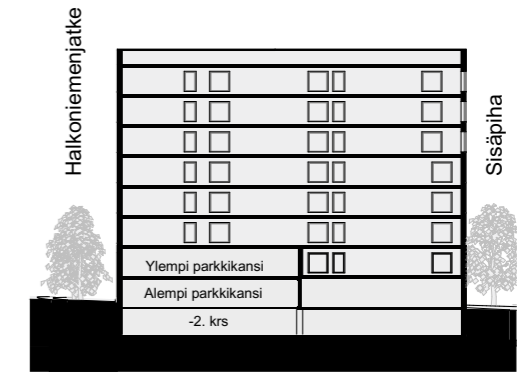 Halkoniemenjatke
Sisäpiha
Ylempi parkkikansi
Alempi parkkikansi
-2. krs